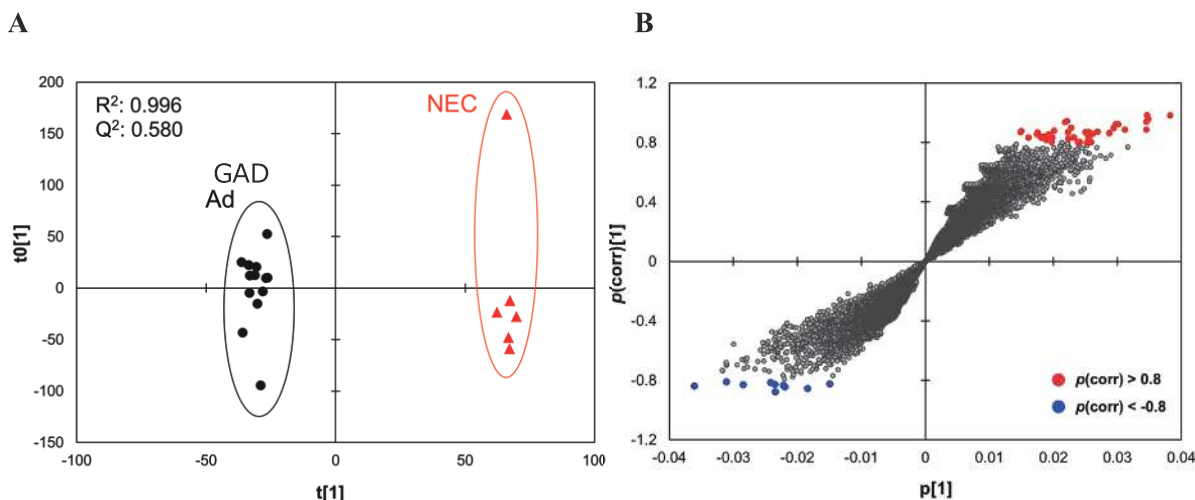 A
B
R²: 0.996
Q²: 0.580
GAD
Ad
NEC
200
150
100
50
0
-50
-100
-150
t0[1]
-100
-50
0
50
100
t[1]
1.2
0.8
0.4
0
-0.4
-0.8
-1.2
p(corr)[1]
p(corr) > 0.8
p(corr) < -0.8
-0.04
-0.03
-0.02
-0.01
0
0.01
0.02
0.03
0.04
p[1]